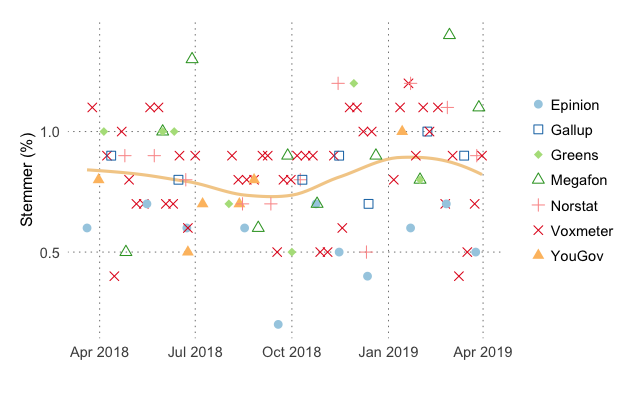 Stemmer (%)
1.0
0.5
Apr 2018
Jul 2018
Oct 2018
Jan 2019
Apr 2019
Epinion
Gallup
Greens
Megafon
Norstat
Voxmeter
YouGov